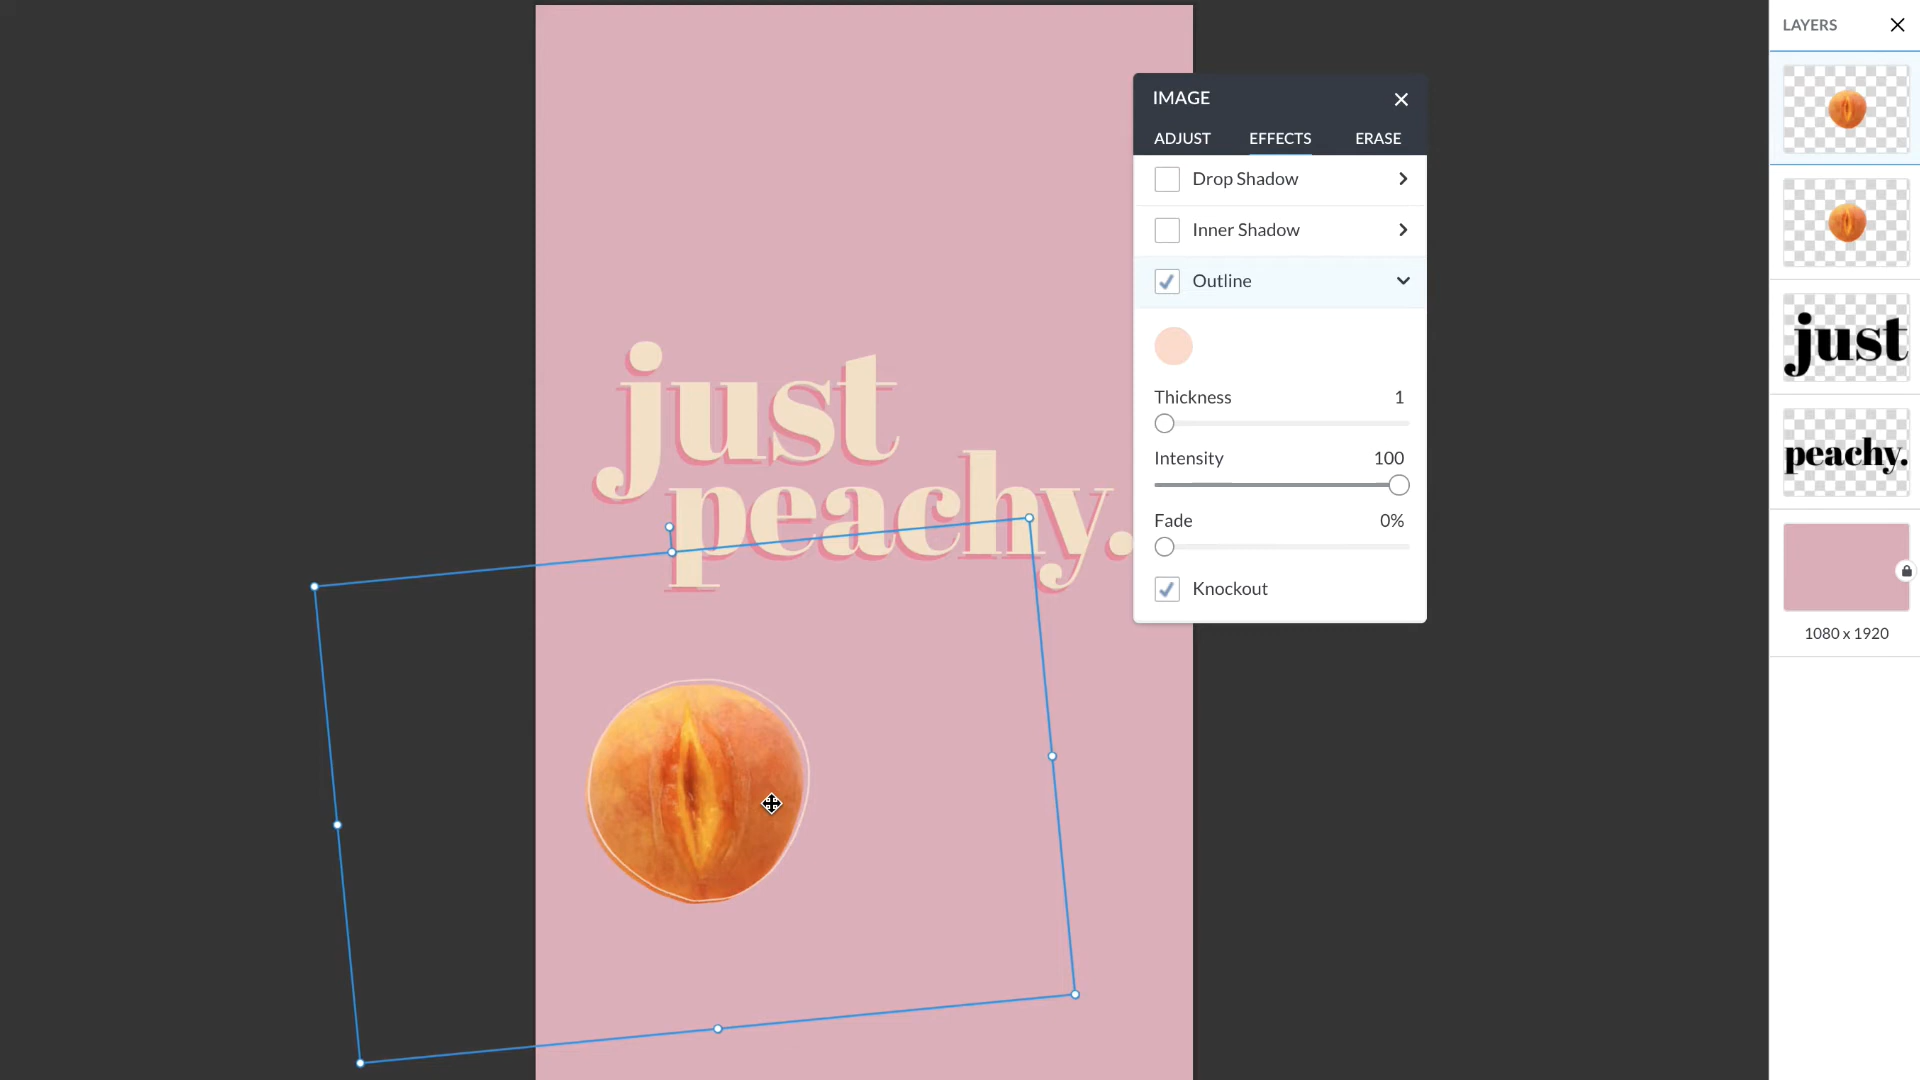 LAYERS
IMAGE
ADJUST EFFECTS ERASE
Drop Shadow
Inner Shadow
Outline
Thickness 1
Intensity 100
Fade 0%
Knockout
just
peachy.
just
peachy.
1080 x 1920